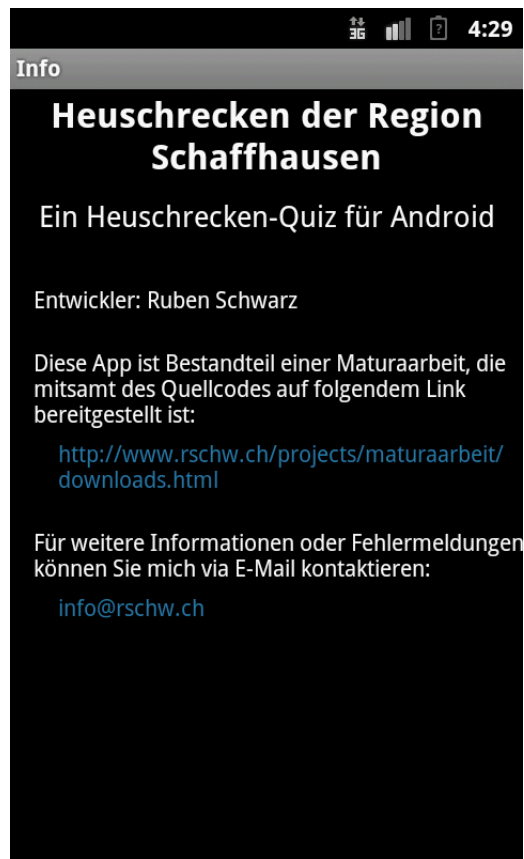 3G 4:29
Info
Heuschrecken der Region
Schaffhausen
Ein Heuschrecken-Quiz für Android
Entwickler: Ruben Schwarz
Diese App ist Bestandteil einer Maturaarbeit, die
mitsamt des Quellcodes auf folgendem Link
bereitgestellt ist:
http://www.rschw.ch/projects/maturaarbeit/
downloads.html
Für weitere Informationen oder Fehlermeldungen
können Sie mich via E-Mail kontaktieren:
info@rschw.ch